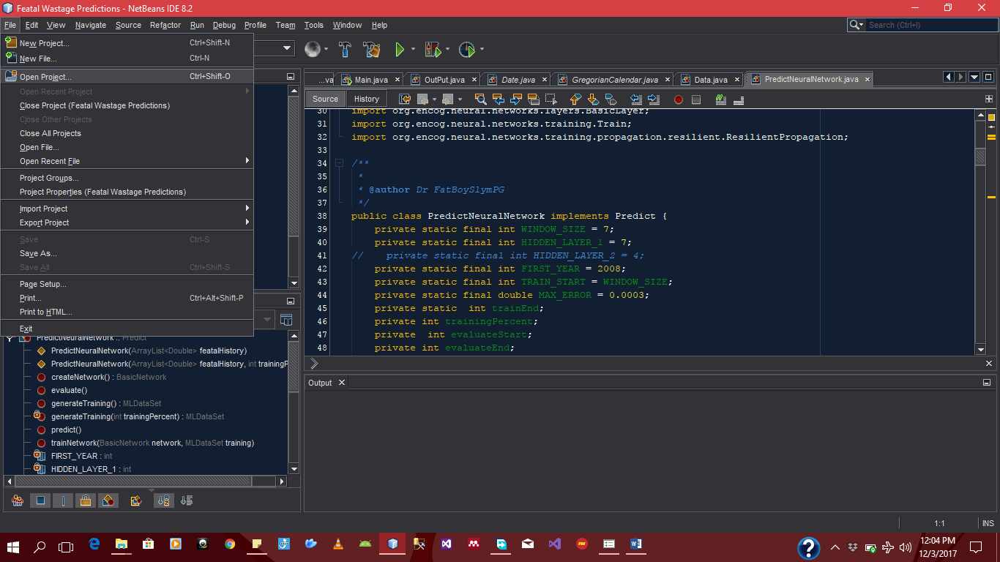 Featal Wastage Predictions - NetBeans IDE 8.2
File Edit View Navigate Source Refactor Run Debug Profile Team Tools Window Help
Search (Ctrl+I)
New Project... Ctrl+Shift-N
New File... Ctrl-N
Open Project... Ctrl+Shift-O
Open Recent Project
Close Project (Featal Wastage Predictions)
Close Other Projects
Close All Projects
Open File...
Open Recent File
Project Groups...
Project Properties (Featal Wastage Predictions)
Import Project
Export Project
Save Ctrl-S
Save As...
Save All Ctrl+Shift-S
Page Setup...
Print... Ctrl+Alt+Shift-P
Print to HTML...
Exit
PredictNeuralNetwork :: Predict
PredictNeuralNetwork(ArrayList<Double> featalHistory)
PredictNeuralNetwork(ArrayList<Double> featalHistory, int trainingP
createNetwork() : BasicNetwork
evaluate()
generateTraining() : MLDataSet
generateTraining(int trainingPercent) : MLDataSet
predict()
trainNetwork(BasicNetwork network, MLDataSet training)
FIRST_YEAR : int
HIDDEN_LAYER_1 : int
...va Main.java OutPut.java Date.java GregorianCalendar.java Data.java PredictNeuralNetwork.java
Source History
30 import org.encog.neural.networks.layers.BasicLayer;
31 import org.encog.neural.networks.training.Train;
32 import org.encog.neural.networks.training.propagation.resilient.ResilientPropagation;
33
34 /**
35 *
36 * @author Dr FatBoySlymPG
37 */
38 public class PredictNeuralNetwork implements Predict {
39 private static final int WINDOW_SIZE = 7;
40 private static final int HIDDEN_LAYER_1 = 7;
41 // private static final int HIDDEN_LAYER_2 = 4;
42 private static final int FIRST_YEAR = 2008;
43 private static final int TRAIN_START = WINDOW_SIZE;
44 private static final double MAX_ERROR = 0.0003;
45 private static int trainEnd;
46 private int trainingPercent;
47 private int evaluateStart;
48 private int evaluateEnd;
Output
1:1 INS
12:04 PM
12/3/2017